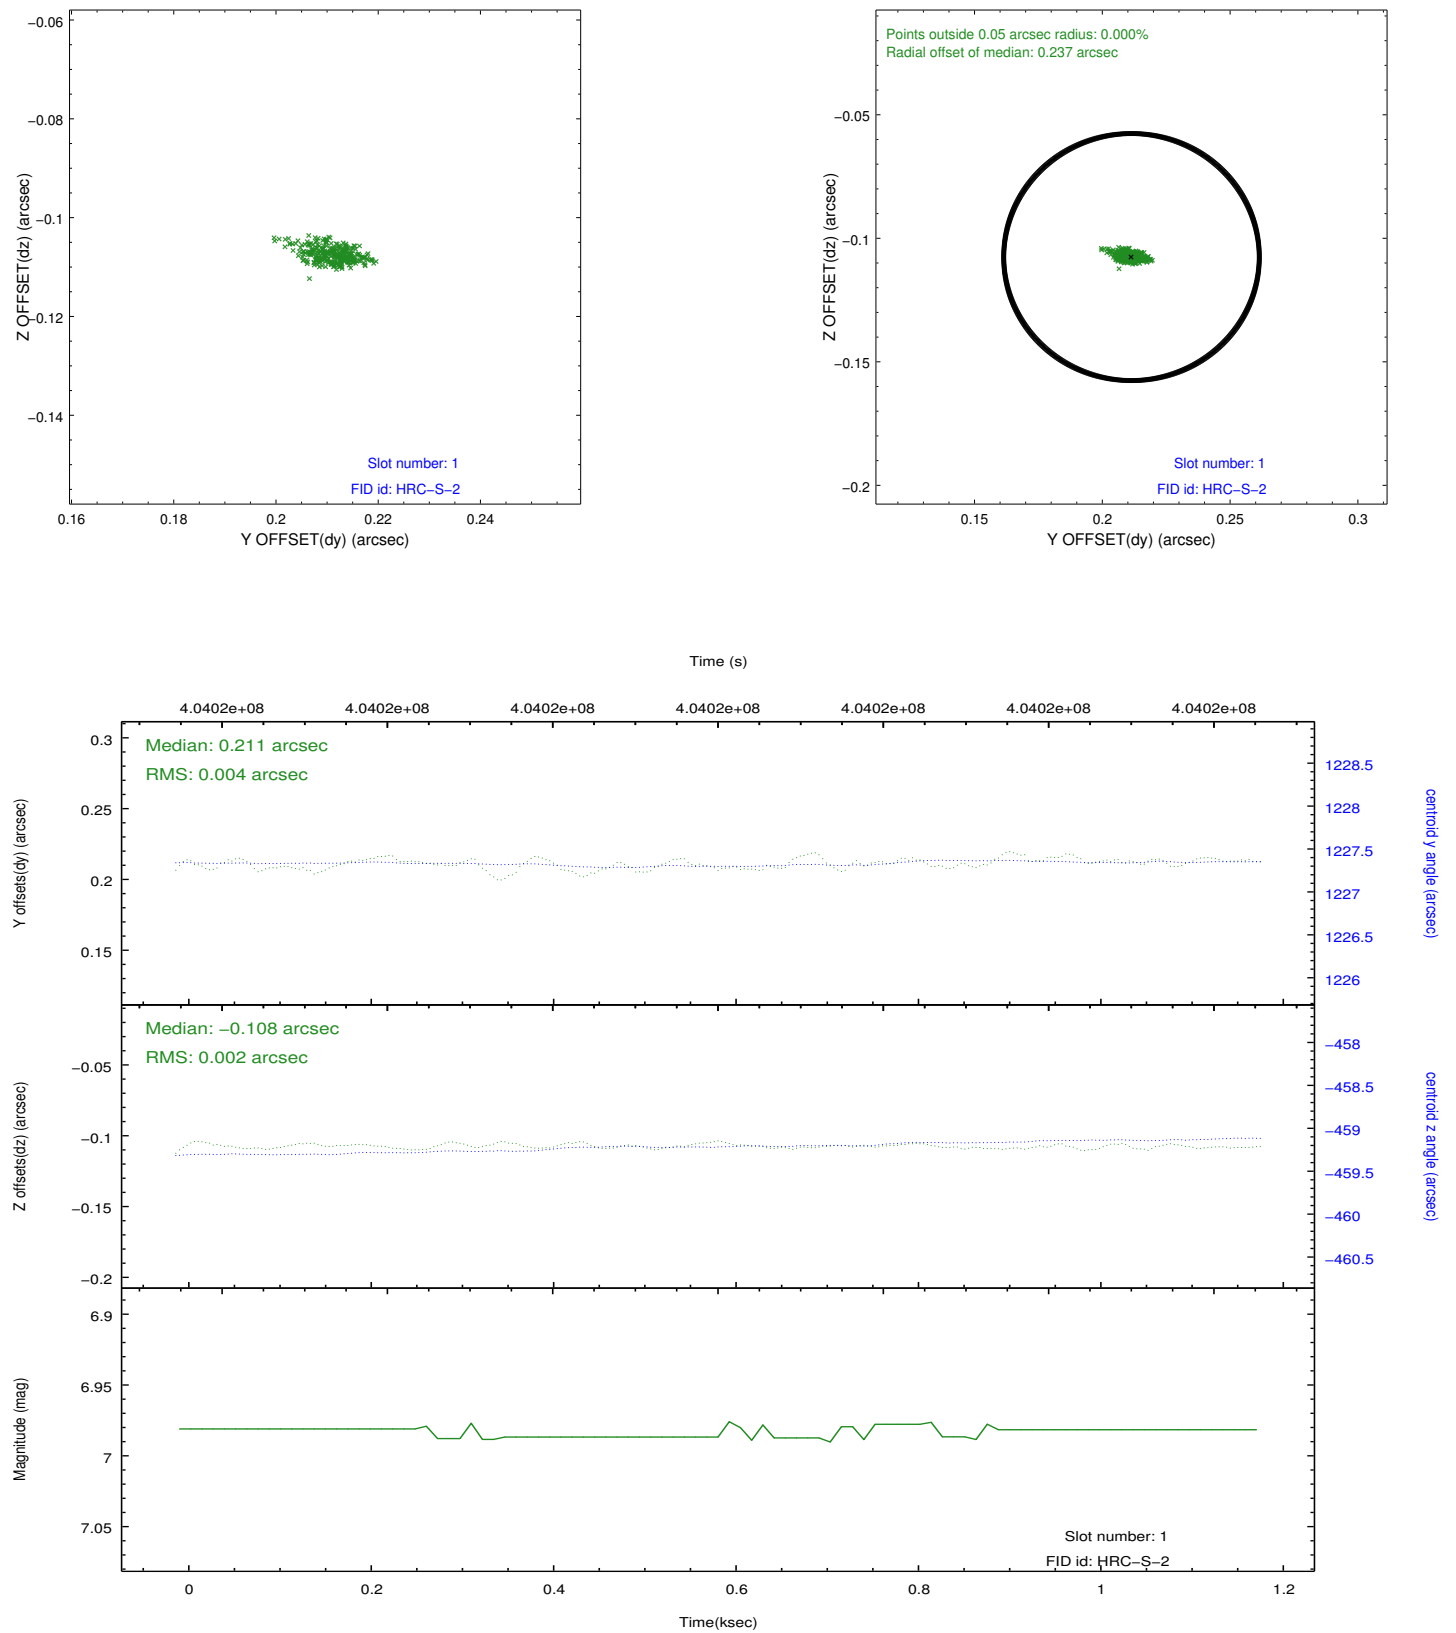 −0.06
−0.08
−0.1
−0.12
−0.14
Z OFFSET(dz) (arcsec)
Slot number: 1
FID id: HRC−S−2
0.16 0.18 0.2 0.22 0.24
Y OFFSET(dy) (arcsec)
Points outside 0.05 arcsec radius: 0.000%
Radial offset of median: 0.237 arcsec
−0.05
−0.1
−0.15
−0.2
Z OFFSET(dz) (arcsec)
Slot number: 1
FID id: HRC−S−2
0.15 0.2 0.25 0.3
Y OFFSET(dy) (arcsec)
Time (s)
4.0402e+08 4.0402e+08 4.0402e+08 4.0402e+08 4.0402e+08 4.0402e+08 4.0402e+08
Median: 0.211 arcsec
RMS: 0.004 arcsec
0.3
0.25
0.2
0.15
Y offsets(dy) (arcsec)
1228.5
1228
1227.5
1227
1226.5
1226
centroid y angle (arcsec)
Median: −0.108 arcsec
RMS: 0.002 arcsec
−0.05
−0.1
−0.15
−0.2
Z offsets(dz) (arcsec)
−458
−458.5
−459
−459.5
−460
−460.5
centroid z angle (arcsec)
6.9
6.95
7
7.05
Magnitude (mag)
Slot number: 1
FID id: HRC−S−2
0 0.2 0.4 0.6 0.8 1 1.2
Time(ksec)